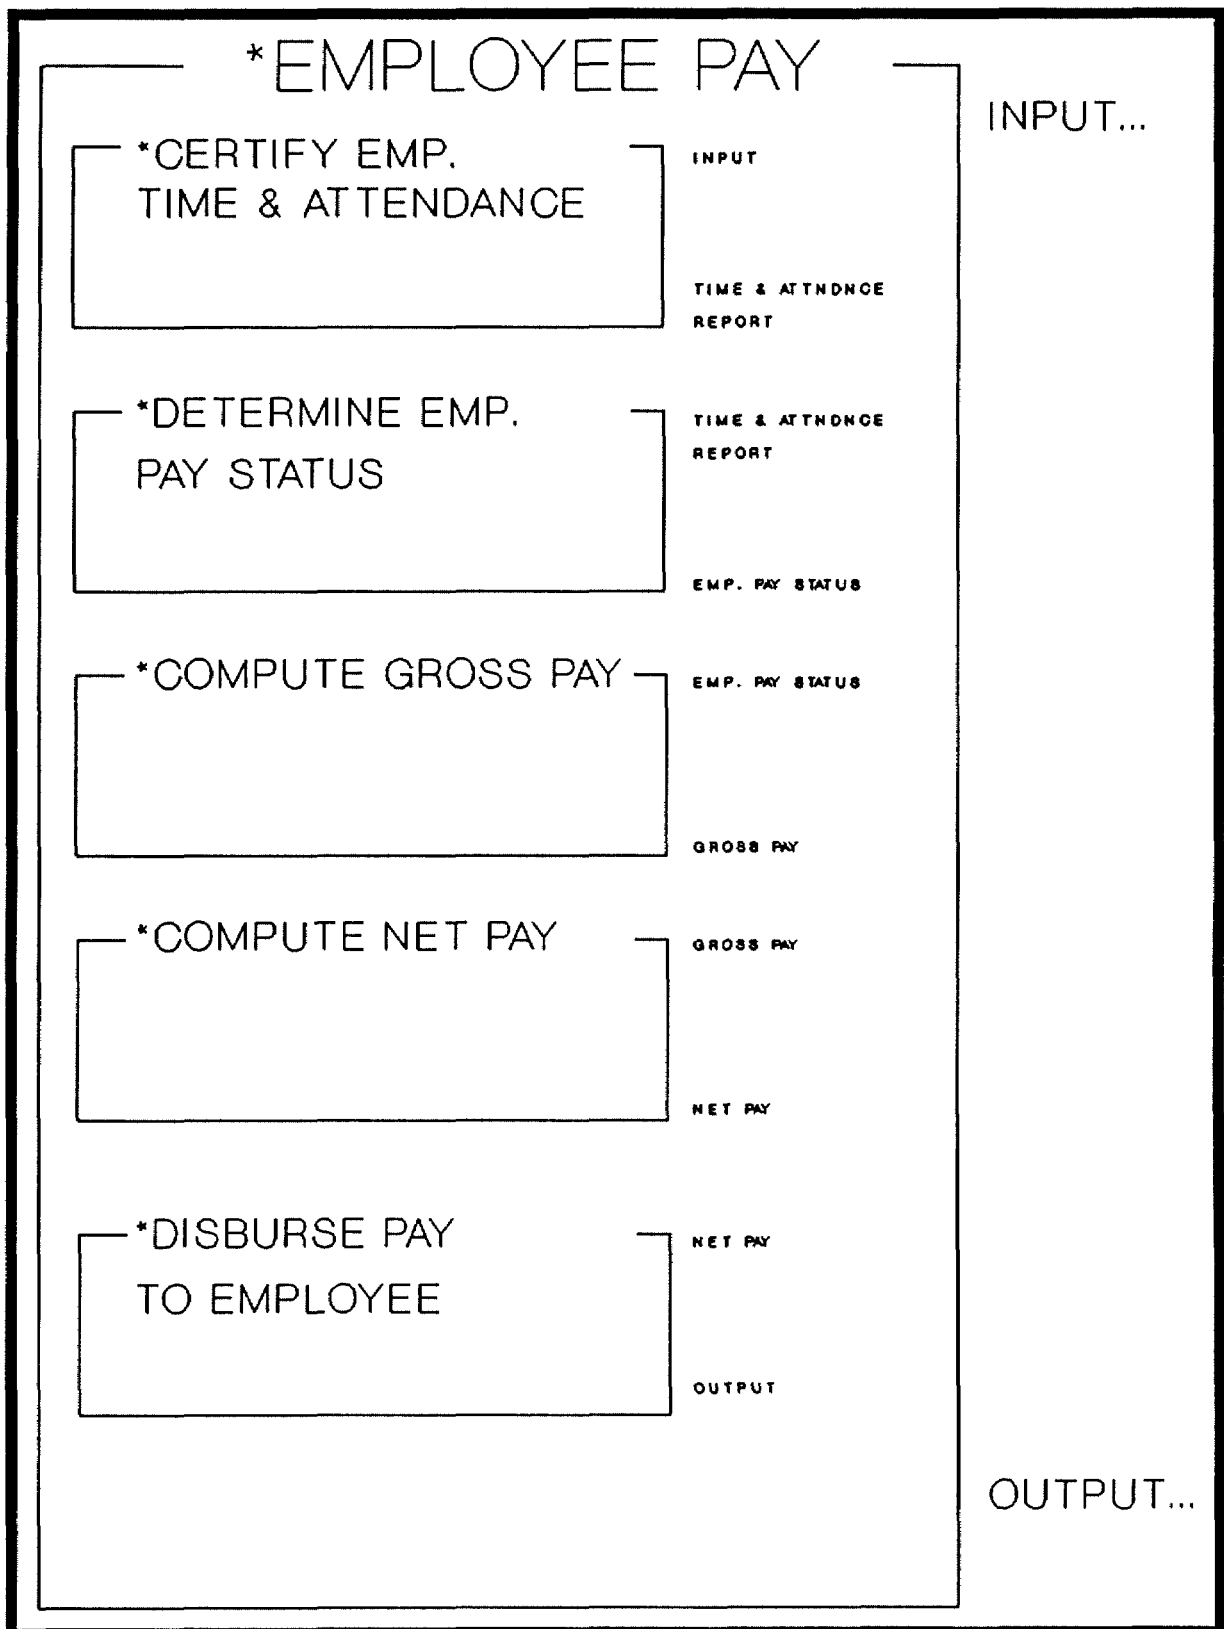 *EMPLOYEE PAY
INPUT...
*CERTIFY EMP.
TIME & ATTENDANCE
INPUT
TIME & ATTNDNCE
REPORT
*DETERMINE EMP.
PAY STATUS
TIME & ATTNDNCE
REPORT
EMP. PAY STATUS
*COMPUTE GROSS PAY
EMP. PAY STATUS
GROSS PAY
*COMPUTE NET PAY
GROSS PAY
NET PAY
*DISBURSE PAY
TO EMPLOYEE
NET PAY
OUTPUT
OUTPUT...